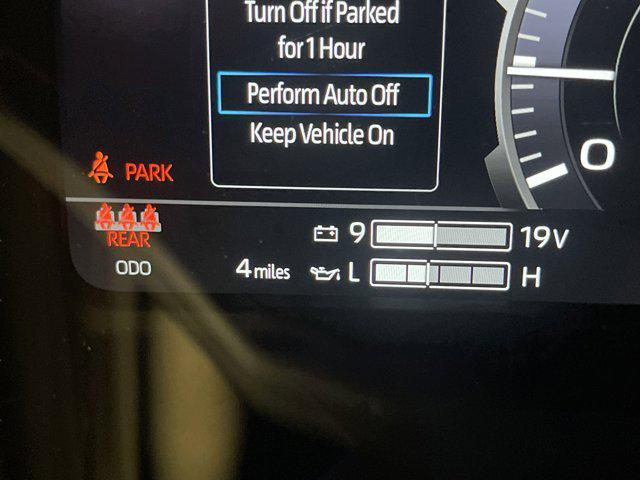 Turn Off if Parked
for 1 Hour
Perform Auto Off
Keep Vehicle On
0
PARK
REAR
9 19V
ODO 4 miles L H